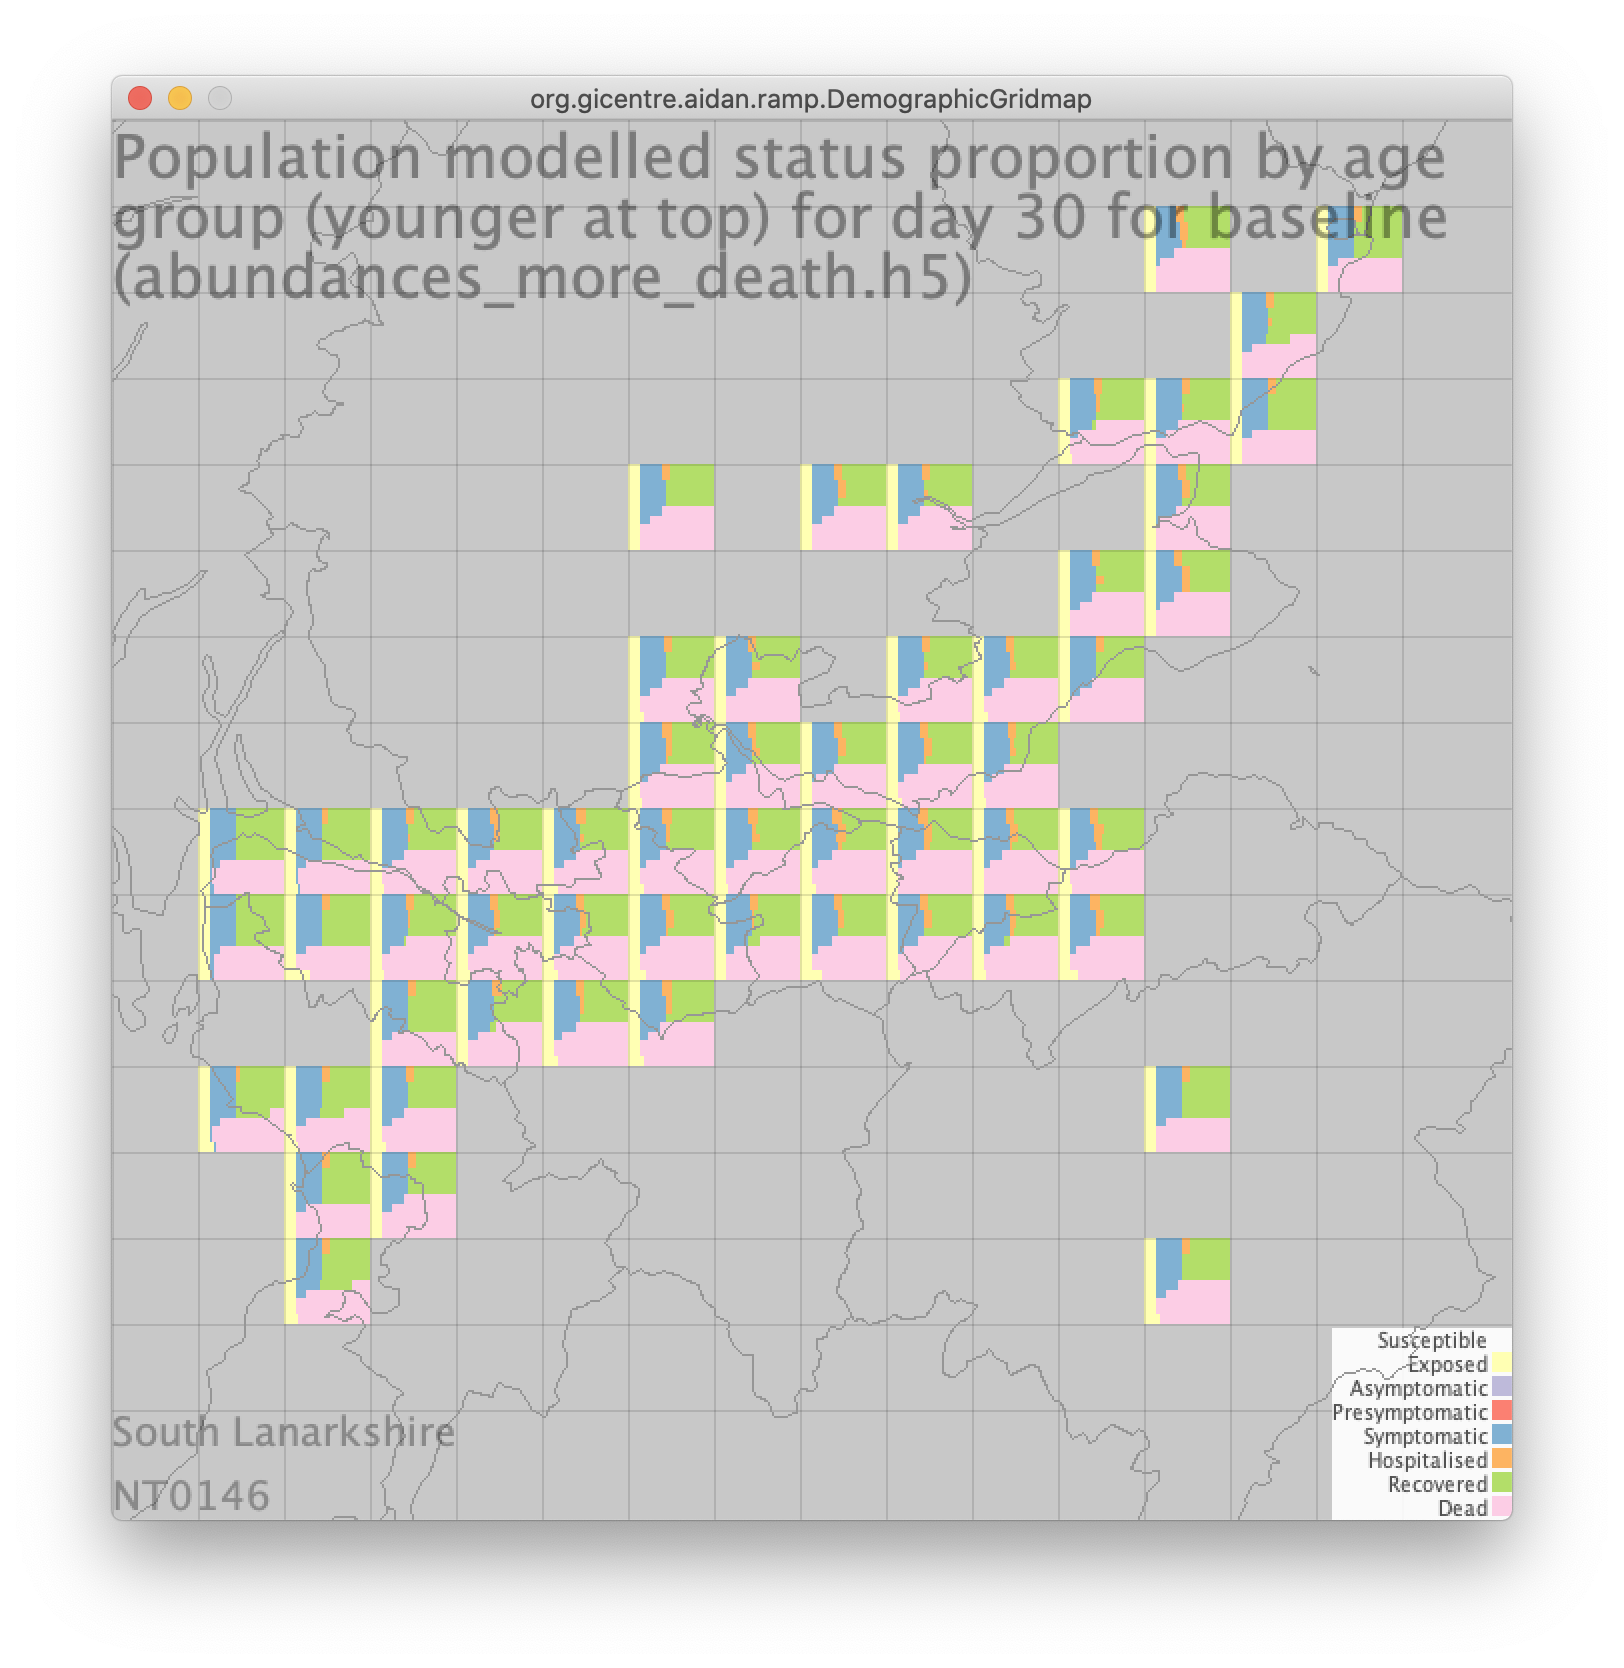 org.gicentre.aidan.ramp.DemographicGridmap
Population modelled status proportion by age
group (younger at top) for day 30 for baseline
(abundances_more_death.h5)
Susceptible
Exposed
Asymptomatic
Presymptomatic
Symptomatic
Hospitalised
Recovered
Dead
South Lanarkshire
NT0146